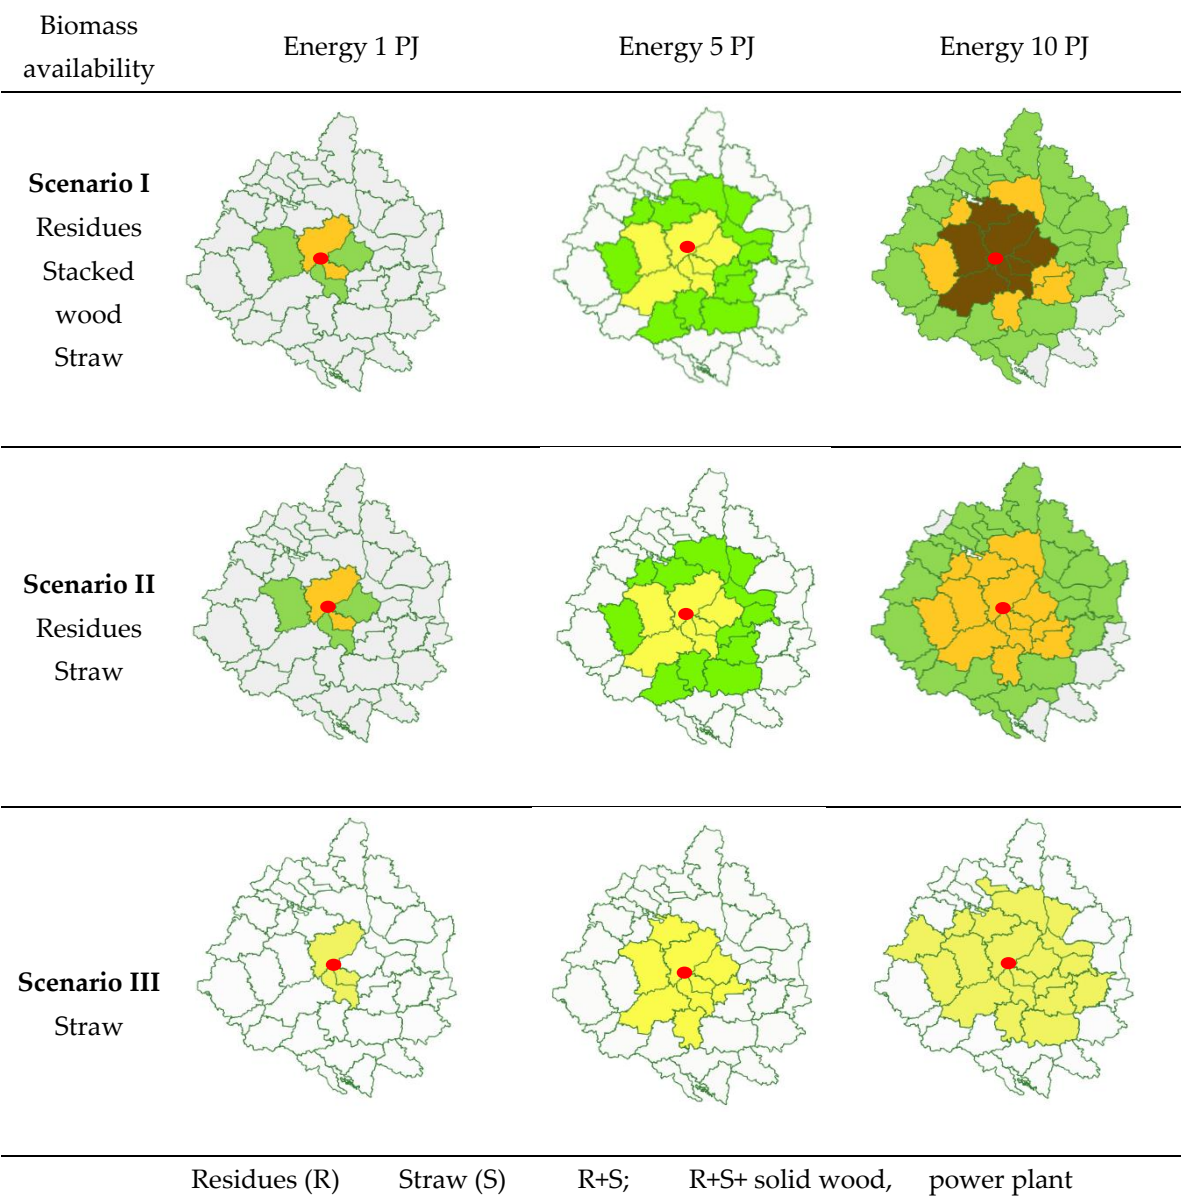 Biomass
availability
Energy 1 PJ
Energy 5 PJ
Energy 10 PJ
Scenario I
Residues
Stacked
wood
Straw
Scenario II
Residues
Straw
Scenario III
Straw
Residues (R) Straw (S) R+S; R+S+ solid wood, power plant